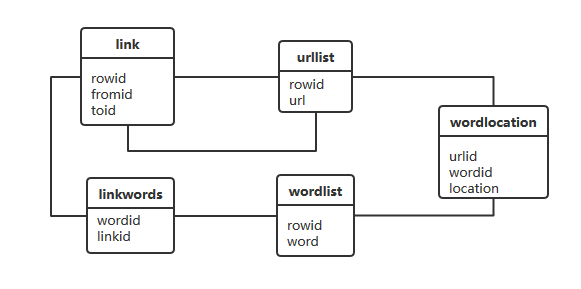 link
rowid
fromid
toid
urllist
rowid
url
wordlocation
urlid
wordid
location
linkwords
wordid
linkid
wordlist
rowid
word